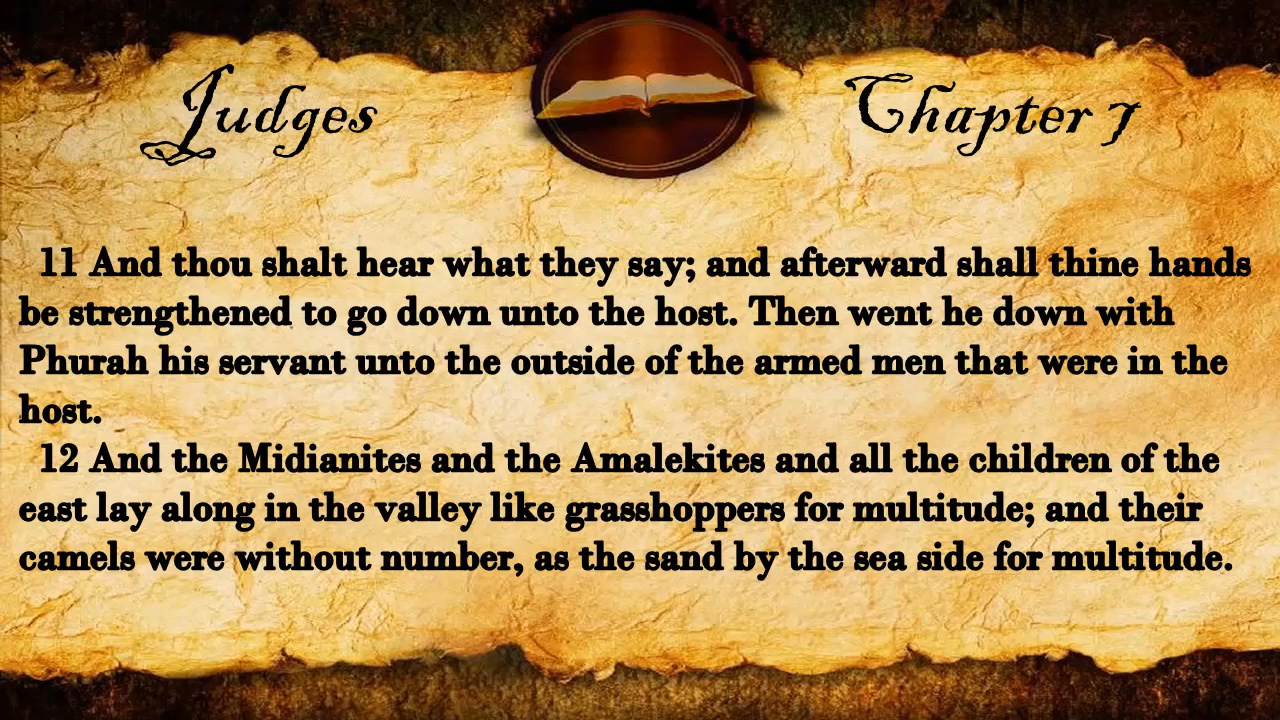 Judges
Chapter 7
11 And thou shalt hear what they say; and afterward shall thine hands
be strengthened to go down unto the host. Then went he down with
Phurah his servant unto the outside of the armed men that were in the
host.
12 And the Midianites and the Amalekites and all the children of the
east lay along in the valley like grasshoppers for multitude; and their
camels were without number, as the sand by the sea side for multitude.